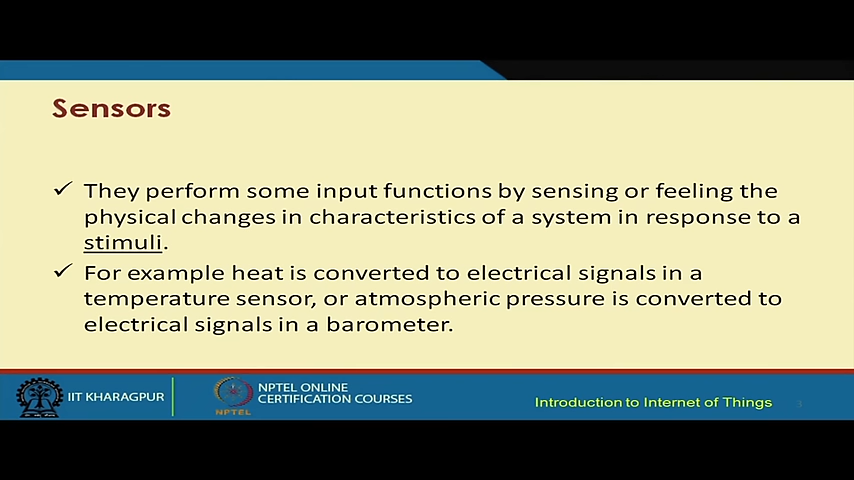 Sensors
They perform some input functions by sensing or feeling the
physical changes in characteristics of a system in response to a
stimuli.
For example heat is converted to electrical signals in a
temperature sensor, or atmospheric pressure is converted to
electrical signals in a barometer.
IIT KHARAGPUR
NPTEL
NPTEL ONLINE
CERTIFICATION COURSES
Introduction to Internet of Things
3